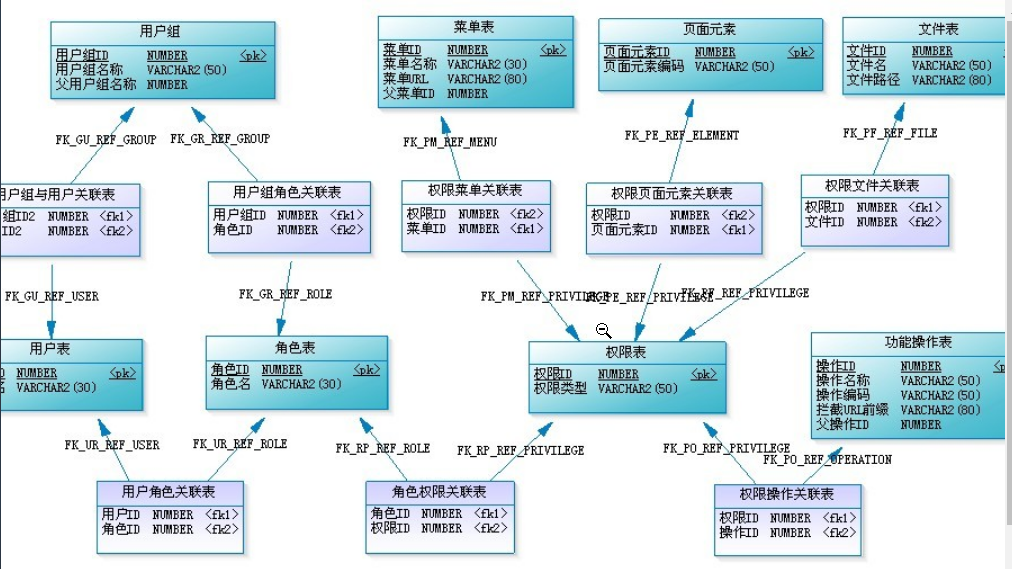 用户组
用户组ID NUMBER <pk>
用户组名称 VARCHAR2(50)
父用户组名称 NUMBER
菜单表
菜单ID NUMBER <pk>
菜单名称 VARCHAR2(30)
菜单URL VARCHAR2(80)
父菜单ID NUMBER
页面元素
页面元素ID NUMBER <pk>
页面元素编码 VARCHAR2(50)
文件表
文件ID NUMBER
文件名 VARCHAR2(50)
文件路径 VARCHAR2(80)
FK_GU_REF_GROUP
FK_GR_REF_GROUP
FK_PM_REF_MENU
FK_PE_REF_ELEMENT
FK_PF_REF_FILE
用户组与用户关联表
组ID2 NUMBER <fk1>
ID2 NUMBER <fk2>
用户组角色关联表
用户组ID NUMBER <fk1>
角色ID NUMBER <fk2>
权限菜单关联表
权限ID NUMBER <fk2>
菜单ID NUMBER <fk1>
权限页面元素关联表
权限ID NUMBER <fk2>
页面元素ID NUMBER <fk1>
权限文件关联表
权限ID NUMBER <fk1>
文件ID NUMBER <fk2>
FK_GU_REF_USER
FK_GR_REF_ROLE
FK_PM_REF_PRIVILEGE
FK_PE_REF_PRIVILEGE
FK_PF_REF_PRIVILEGE
用户表
NUMBER <pk>
名 VARCHAR2(30)
角色表
角色ID NUMBER <pk>
角色名 VARCHAR2(30)
权限表
权限ID NUMBER <pk>
权限类型 VARCHAR2(50)
功能操作表
操作ID NUMBER <p
操作名称 VARCHAR2(50)
操作编码 VARCHAR2(50)
拦截URL前缀 VARCHAR2(80)
父操作ID NUMBER
FK_UR_REF_USER
FK_UR_REF_ROLE
FK_RP_REF_ROLE
FK_RP_REF_PRIVILEGE
FK_PO_REF_PRIVILEGE
FK_PO_REF_OPERATION
用户角色关联表
用户ID NUMBER <fk1>
角色ID NUMBER <fk2>
角色权限关联表
角色ID NUMBER <fk1>
权限ID NUMBER <fk2>
权限操作关联表
权限ID NUMBER <fk1>
操作ID NUMBER <fk2>